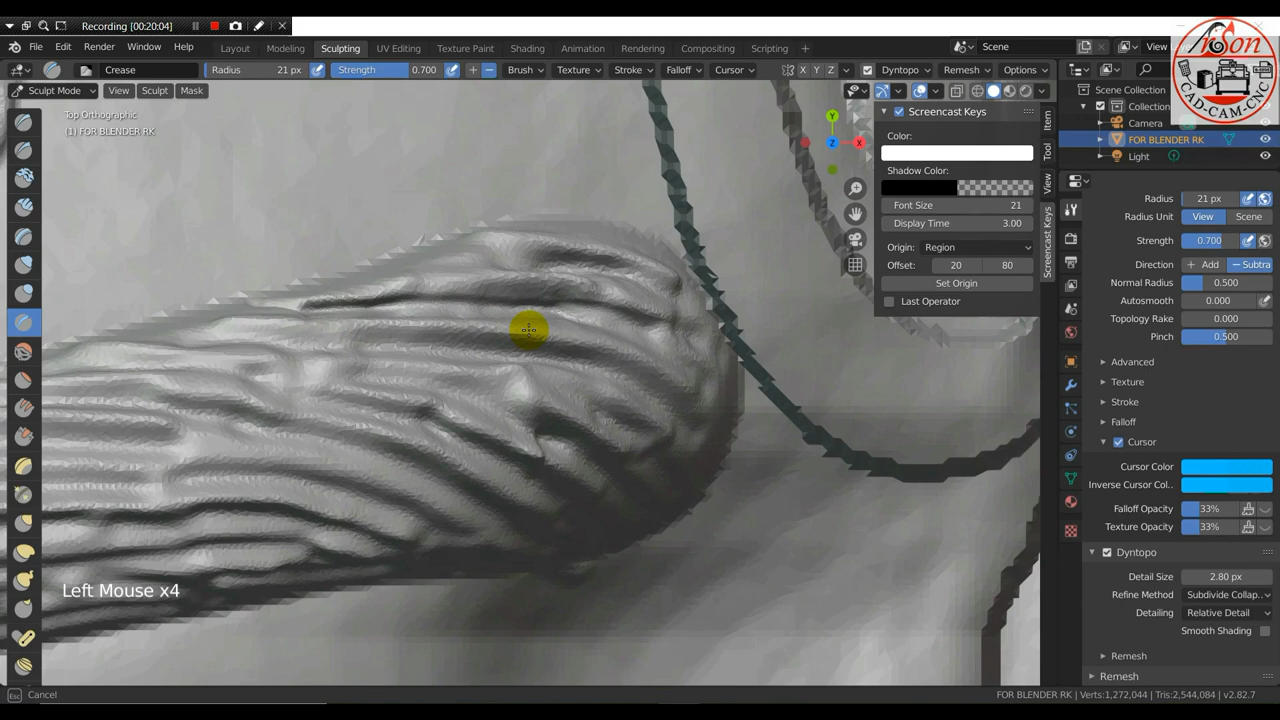 Recording [00:20:04]
File Edit Render Window Help
Layout Modeling Sculpting UV Editing Texture Paint Shading Animation Rendering Compositing Scripting +
Scene
View
Crease
Radius 21 px
Strength 0.700
Brush Texture Stroke Falloff Cursor
X Y Z
Dyntopo Remesh Options
Sculpt Mode View Sculpt Mask
Top Orthographic
(1) FOR BLENDER RK
Y
Z
X
Screencast Keys
Color:
Shadow Color:
Font Size 21
Display Time 3.00
Origin: Region
Offset: 20 80
Set Origin
Last Operator
Item
Tool
View
Screencast Keys
ArSon
CAD-CAM-CNC
Scene Collection
Collection
Camera
FOR BLENDER RK
Light
Radius 21 px
Radius Unit View Scene
Strength 0.700
Direction + Add − Subtra
Normal Radius 0.500
Autosmooth 0.000
Topology Rake 0.000
Pinch 0.500
Advanced
Texture
Stroke
Falloff
Cursor
Cursor Color
Inverse Cursor Col..
Falloff Opacity 33%
Texture Opacity 33%
Dyntopo
Detail Size 2.80 px
Refine Method Subdivide Collap..
Detailing Relative Detail
Smooth Shading
Remesh
Remesh
Left Mouse x4
Esc Cancel
FOR BLENDER RK | Verts:1,272,044 | Tris:2,544,084 | v2.82.7